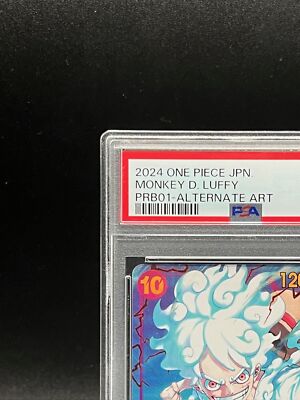 2024 ONE PIECE JPN.
MONKEY D. LUFFY
PRB01-ALTERNATE ART
PSA
10